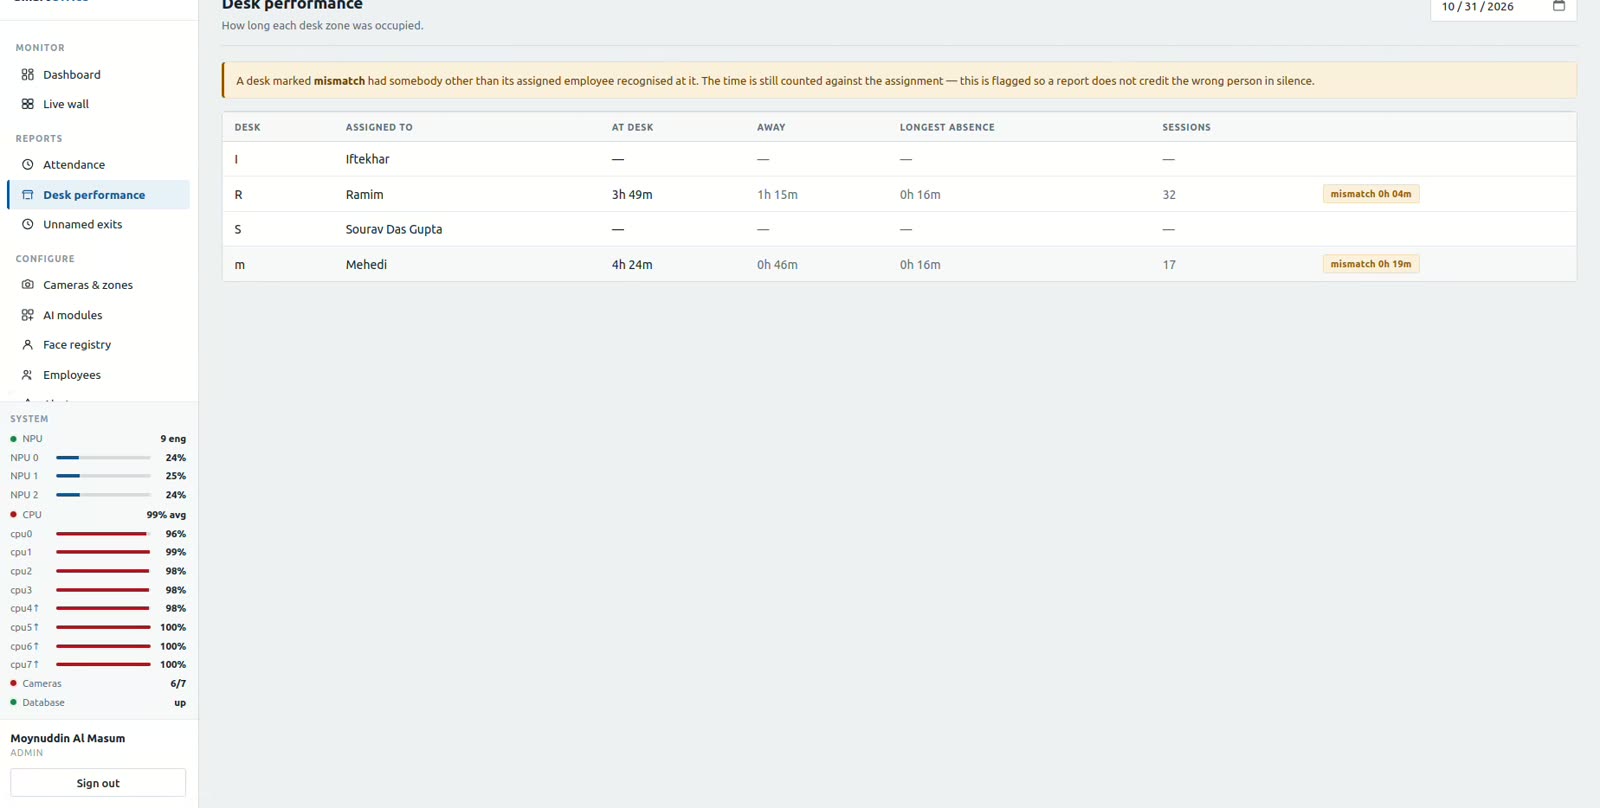 Desk performance
10 / 31 / 2026
How long each desk zone was occupied.
MONITOR
Dashboard
Live wall
REPORTS
Attendance
Desk performance
Unnamed exits
CONFIGURE
Cameras & zones
AI modules
Face registry
Employees
A desk marked mismatch had somebody other than its assigned employee recognised at it. The time is still counted against the assignment — this is flagged so a report does not credit the wrong person in silence.
DESK ASSIGNED TO AT DESK AWAY LONGEST ABSENCE SESSIONS
I Iftekhar — — — —
R Ramim 3h 49m 1h 15m 0h 16m 32 mismatch 0h 04m
S Sourav Das Gupta — — — —
m Mehedi 4h 24m 0h 46m 0h 16m 17 mismatch 0h 19m
SYSTEM
NPU 9 eng
NPU 0 24%
NPU 1 25%
NPU 2 24%
CPU 99% avg
cpu0 96%
cpu1 99%
cpu2 98%
cpu3 98%
cpu4↑ 98%
cpu5↑ 100%
cpu6↑ 100%
cpu7↑ 100%
Cameras 6/7
Database up
Moynuddin Al Masum
ADMIN
Sign out